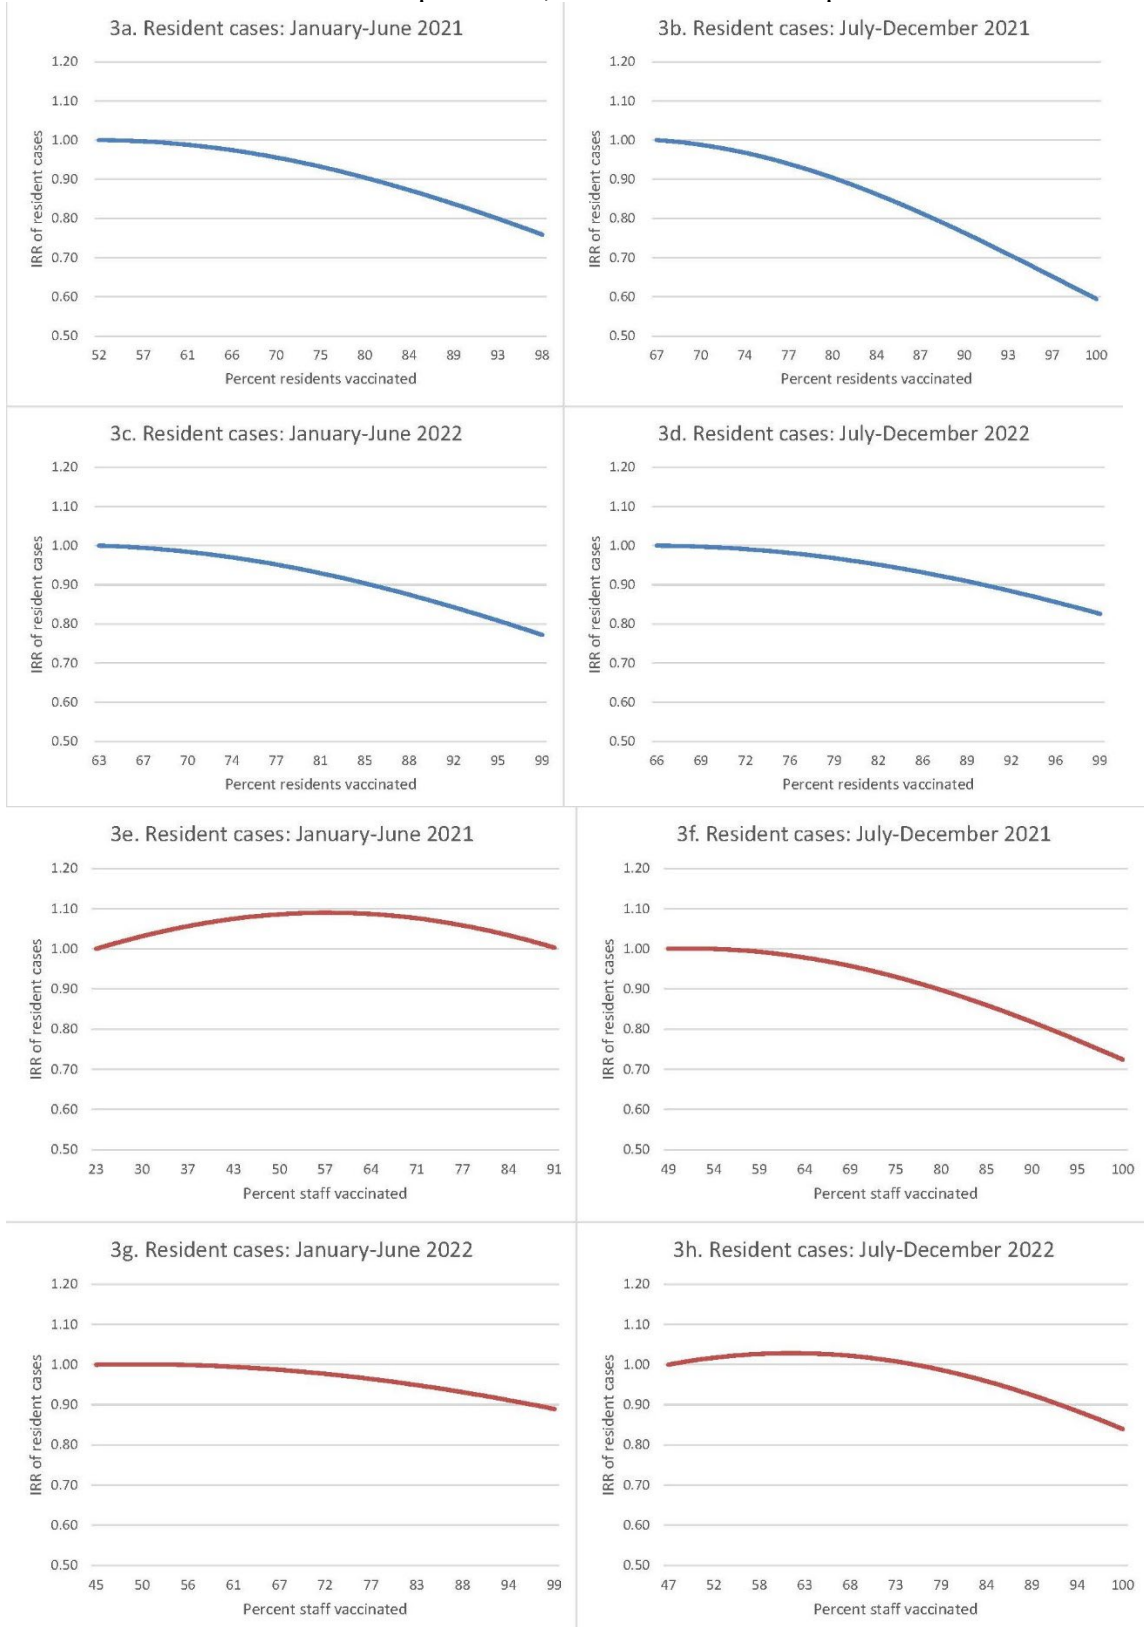 3a. Resident cases: January-June 2021
1.20
1.10
1.00
0.90
0.80
0.70
0.60
0.50
IRR of resident cases
52 57 61 66 70 75 80 84 89 93 98
Percent residents vaccinated
3b. Resident cases: July-December 2021
1.20
1.10
1.00
0.90
0.80
0.70
0.60
0.50
IRR of resident cases
67 70 74 77 80 84 87 90 93 97 100
Percent residents vaccinated
3c. Resident cases: January-June 2022
1.20
1.10
1.00
0.90
0.80
0.70
0.60
0.50
IRR of resident cases
63 67 70 74 77 81 85 88 92 95 99
Percent residents vaccinated
3d. Resident cases: July-December 2022
1.20
1.10
1.00
0.90
0.80
0.70
0.60
0.50
IRR of resident cases
66 69 72 76 79 82 86 89 92 96 99
Percent residents vaccinated
3e. Resident cases: January-June 2021
1.20
1.10
1.00
0.90
0.80
0.70
0.60
0.50
IRR of resident cases
23 30 37 43 50 57 64 71 77 84 91
Percent staff vaccinated
3f. Resident cases: July-December 2021
1.20
1.10
1.00
0.90
0.80
0.70
0.60
0.50
IRR of resident cases
49 54 59 64 69 75 80 85 90 95 100
Percent staff vaccinated
3g. Resident cases: January-June 2022
1.20
1.10
1.00
0.90
0.80
0.70
0.60
0.50
IRR of resident cases
45 50 56 61 67 72 77 83 88 94 99
Percent staff vaccinated
3h. Resident cases: July-December 2022
1.20
1.10
1.00
0.90
0.80
0.70
0.60
0.50
IRR of resident cases
47 52 58 63 68 73 79 84 89 94 100
Percent staff vaccinated